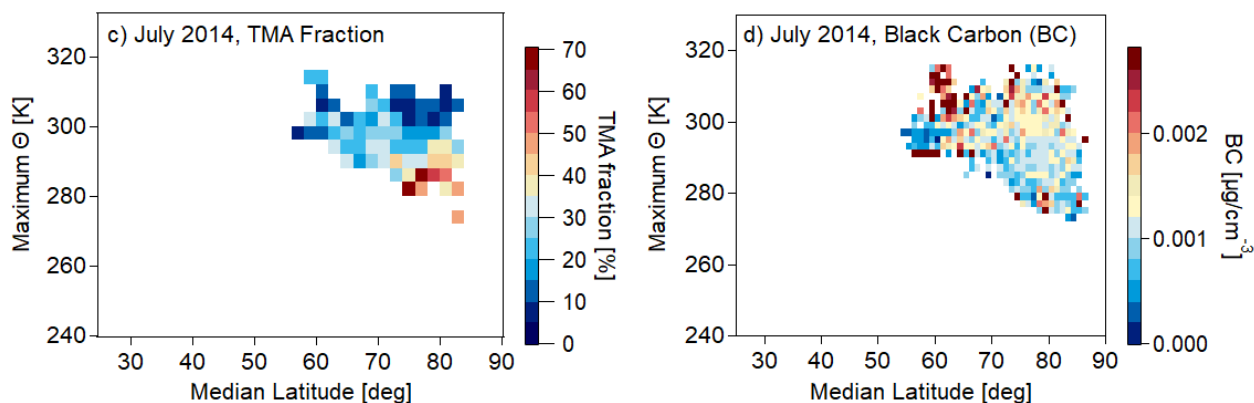 c) July 2014, TMA Fraction
Maximum Θ [K]
320
300
280
260
240
30 40 50 60 70 80 90
Median Latitude [deg]
70
60
50
40
30
20
10
0
TMA fraction [%]
d) July 2014, Black Carbon (BC)
Maximum Θ [K]
320
300
280
260
240
30 40 50 60 70 80 90
Median Latitude [deg]
0.002
0.001
0.000
BC [µg/cm⁻³]